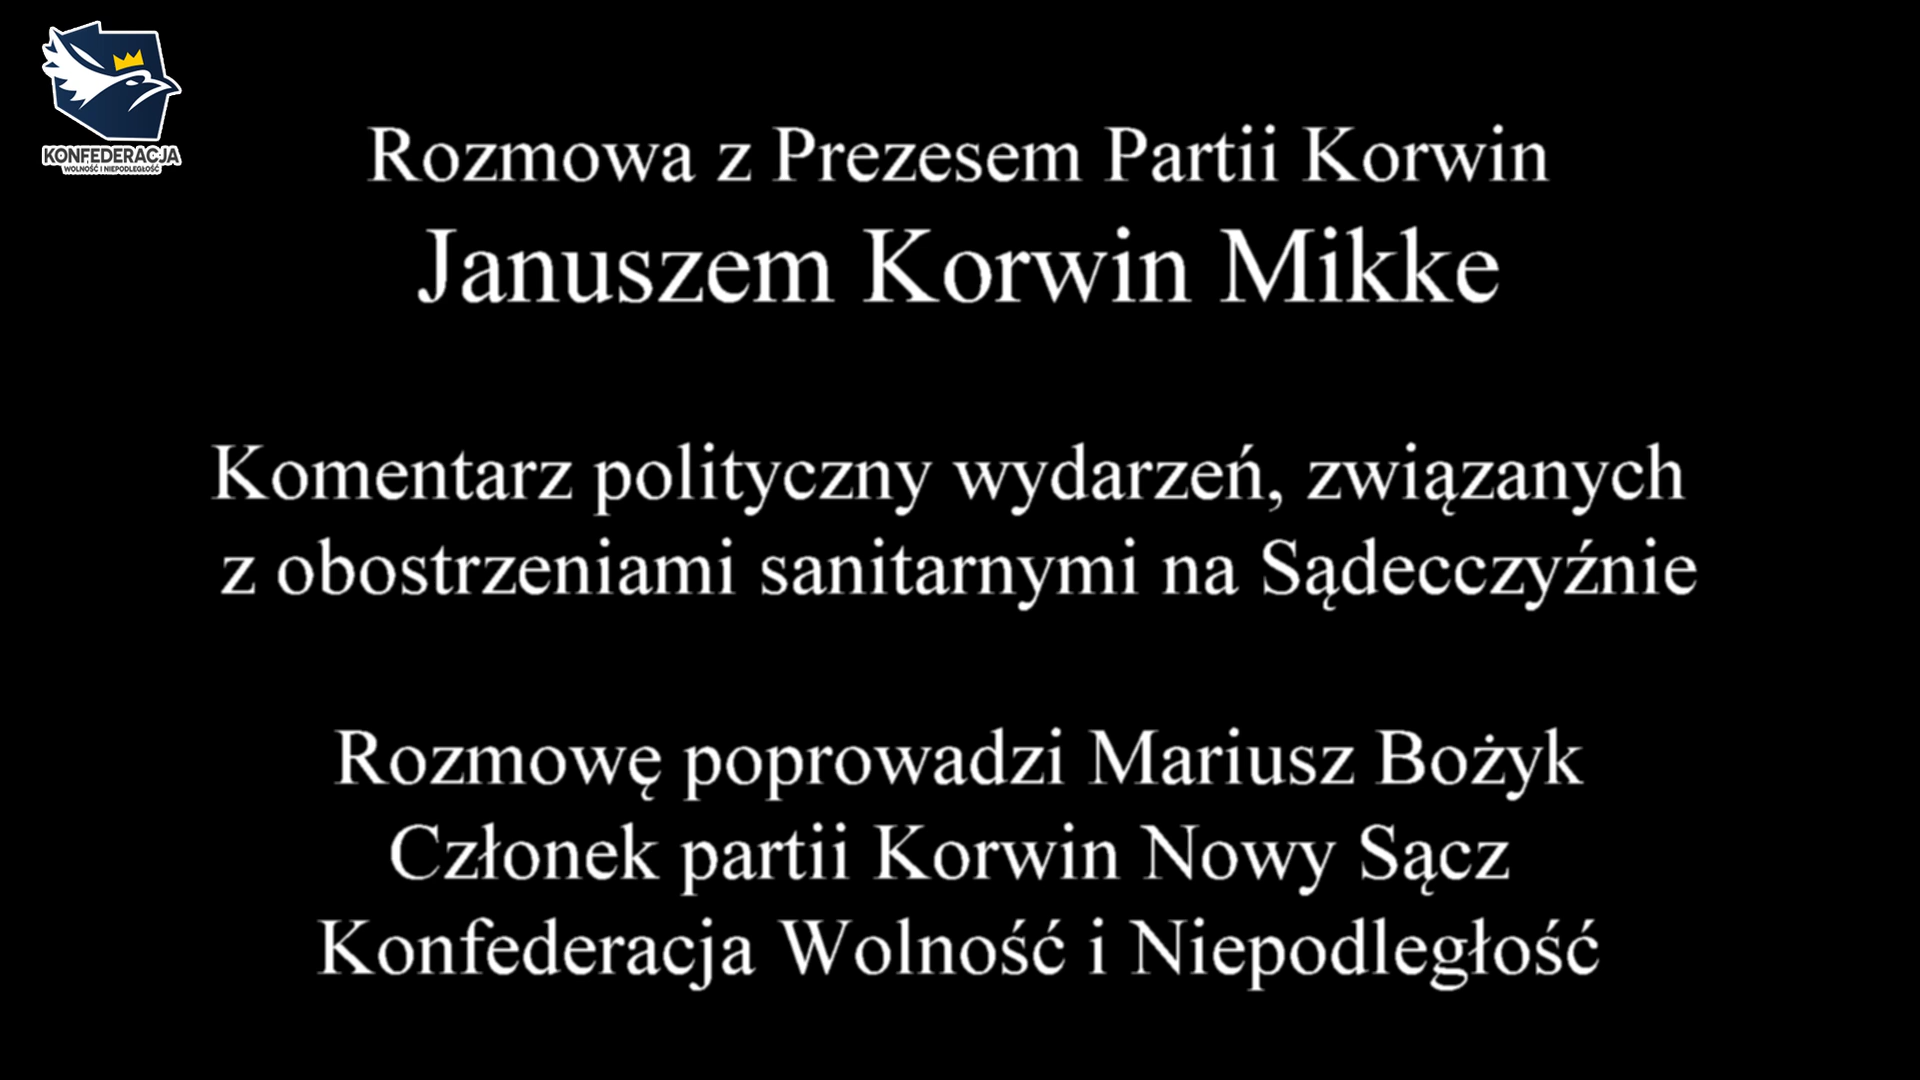 KONFEDERACJA
WOLNOŚĆ I NIEPODLEGŁOŚĆ
Rozmowa z Prezesem Partii Korwin
Januszem Korwin Mikke
Komentarz polityczny wydarzeń, związanych
z obostrzeniami sanitarnymi na Sądecczyźnie
Rozmowę poprowadzi Mariusz Bożyk
Członek partii Korwin Nowy Sącz
Konfederacja Wolność i Niepodległość